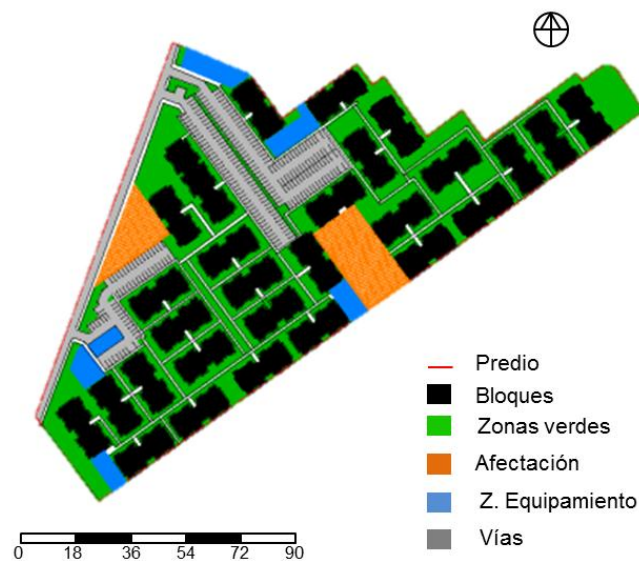 Predio
Bloques
Zonas verdes
Afectación
Z. Equipamiento
Vías
0 18 36 54 72 90